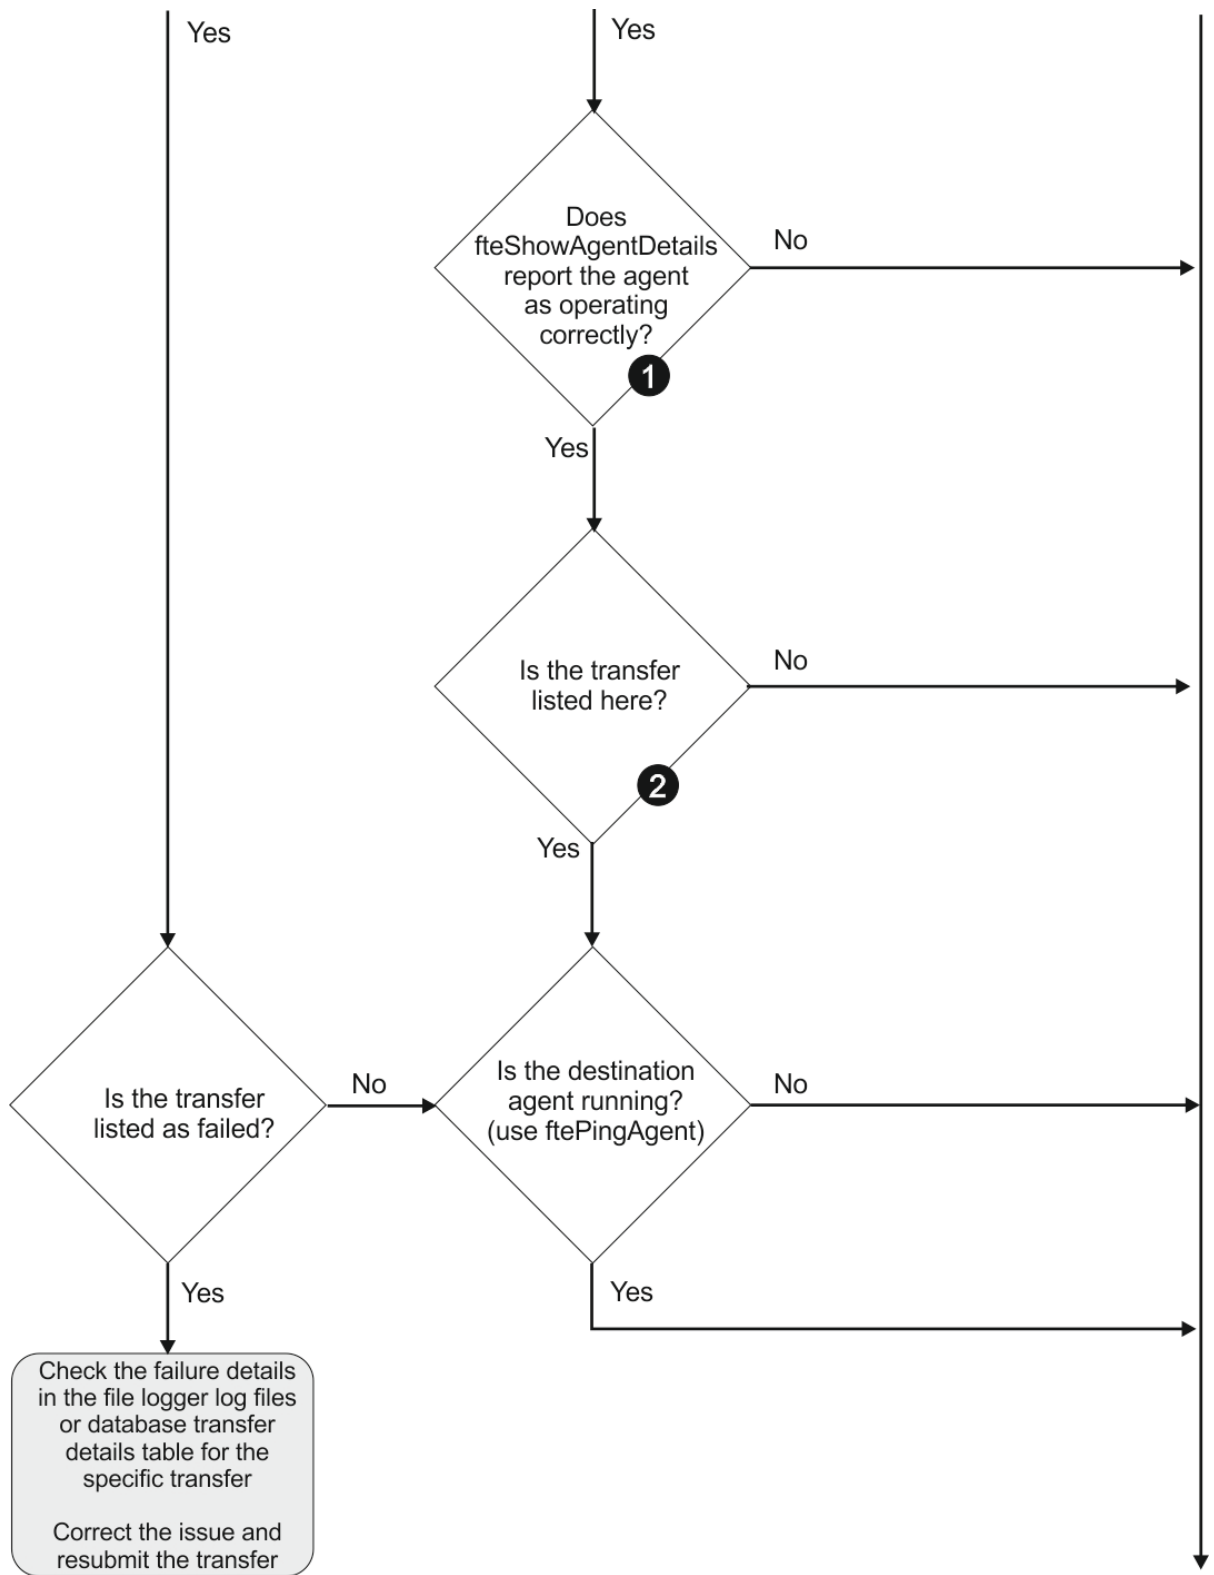 Yes
Yes
Does
fteShowAgentDetails
report the agent
as operating
correctly?
No
1
Yes
Is the transfer
listed here?
No
2
Yes
Is the transfer
listed as failed?
No
Is the destination
agent running?
(use ftePingAgent)
No
Yes
Yes
Check the failure details
in the file logger log files
or database transfer
details table for the
specific transfer
Correct the issue and
resubmit the transfer